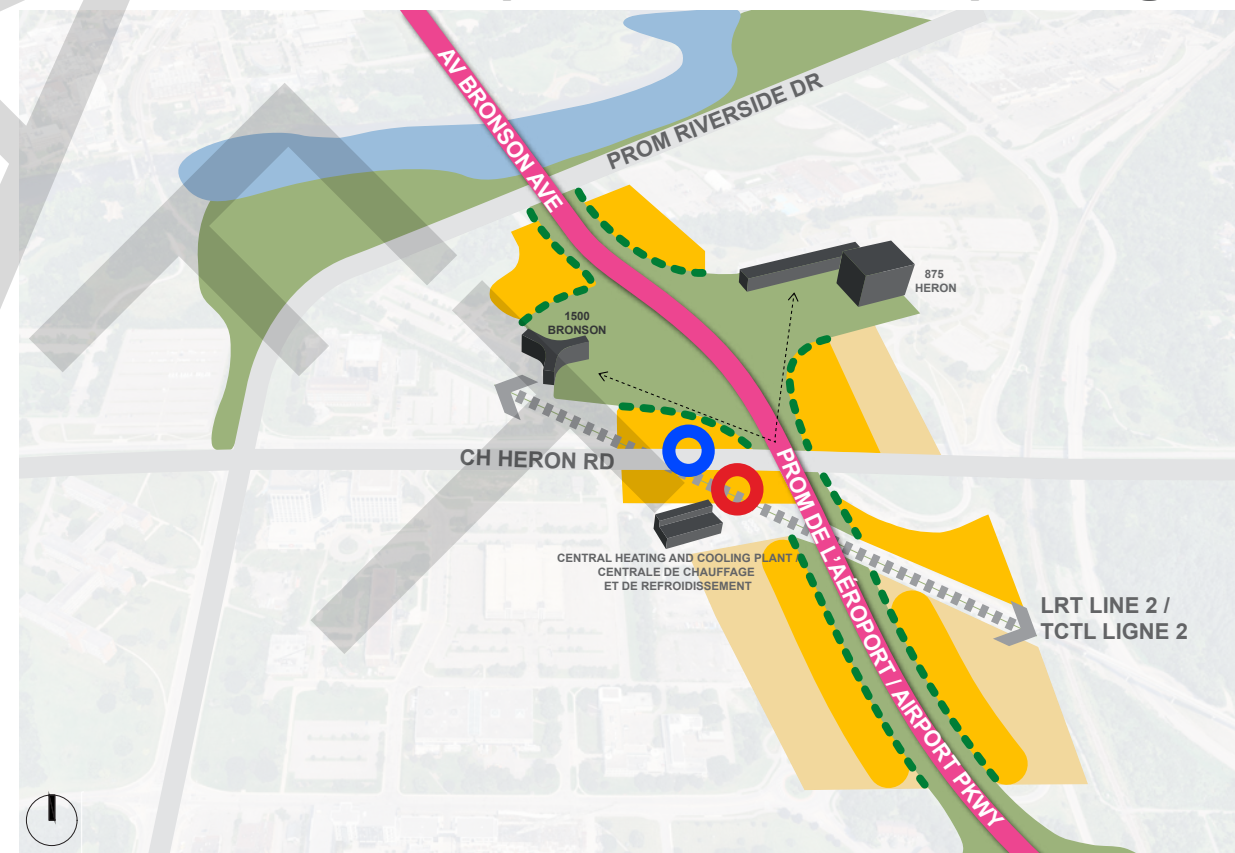 AV BRONSON AVE
PROM RIVERSIDE DR
875
HERON
1500
BRONSON
CH HERON RD
PROM DE L'AÉROPORT / AIRPORT PKWY
CENTRAL HEATING AND COOLING PLANT /
CENTRALE DE CHAUFFAGE
ET DE REFROIDISSEMENT
LRT LINE 2 /
TCTL LIGNE 2